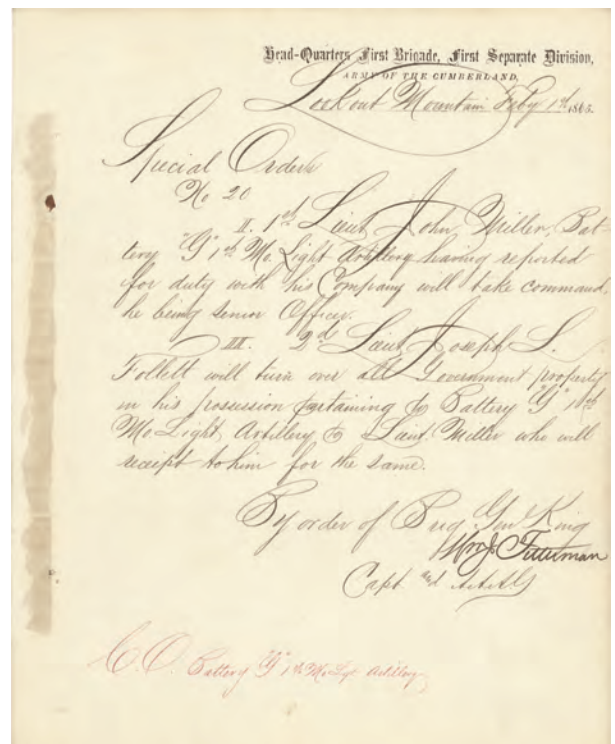 Head-Quarters First Brigade, First Separate Division,
ARMY OF THE CUMBERLAND,
Lookout Mountain Feby 1st 1865.
Special Orders
No 20
II. 1st Lieut John Miller, Bat-
tery "G" 1st Mo. Light Artillery having reported
for duty with his Company will take command,
he being senior Officer.
III. 2d Lieut Joseph L.
Follett will turn over all Government property
in his possession pertaining to Battery "G" 1st
Mo. Light Artillery to Lieut. Miller who will
receipt to him for the same.
By order of Brig. Gen King
Wm J.
Capt and A.A.A.G
C.O. Battery "G" 1st Mo. Lgt Artillery